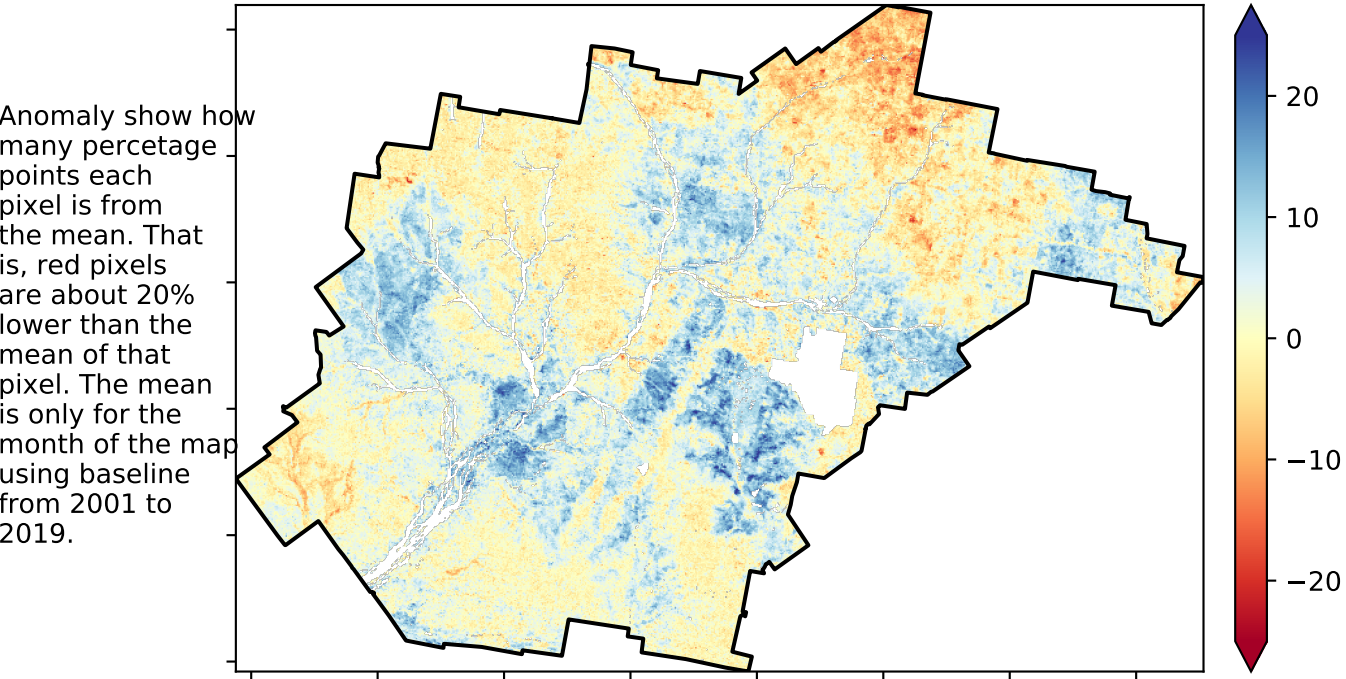 Anomaly show how
many percetage
points each
pixel is from
the mean. That
is, red pixels
are about 20%
lower than the
mean of that
pixel. The mean
is only for the
month of the map
using baseline
from 2001 to
2019.
20
10
0
−10
−20